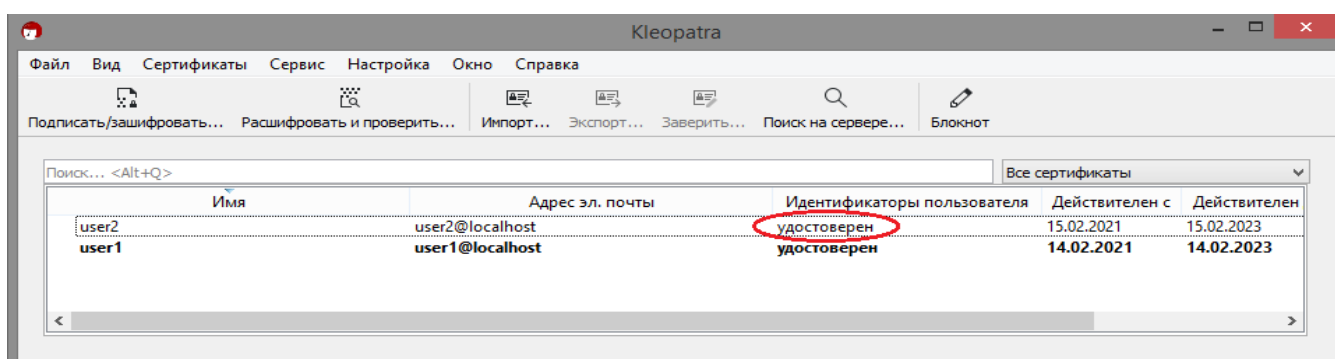 Kleopatra
Файл Вид Сертификаты Сервис Настройка Окно Справка
Подписать/зашифровать... Расшифровать и проверить... Импорт... Экспорт... Заверить... Поиск на сервере... Блокнот
Поиск... <Alt+Q> Все сертификаты
Имя Адрес эл. почты Идентификаторы пользователя Действителен с Действителен
user2 user2@localhost удостоверен 15.02.2021 15.02.2023
user1 user1@localhost удостоверен 14.02.2021 14.02.2023